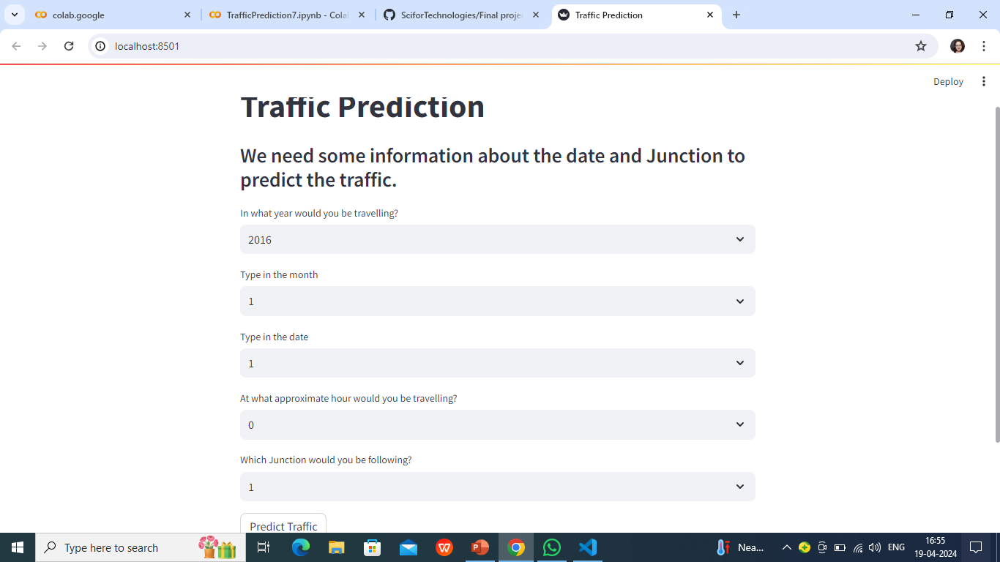 colab.google
TrafficPrediction7.ipynb - Cola
SciforTechnologies/Final proje
Traffic Prediction
localhost:8501
Deploy
Traffic Prediction
We need some information about the date and Junction to
predict the traffic.
In what year would you be travelling?
2016
Type in the month
1
Type in the date
1
At what approximate hour would you be travelling?
0
Which Junction would you be following?
1
Predict Traffic
Type here to search
Nea...
ENG
16:55
19-04-2024